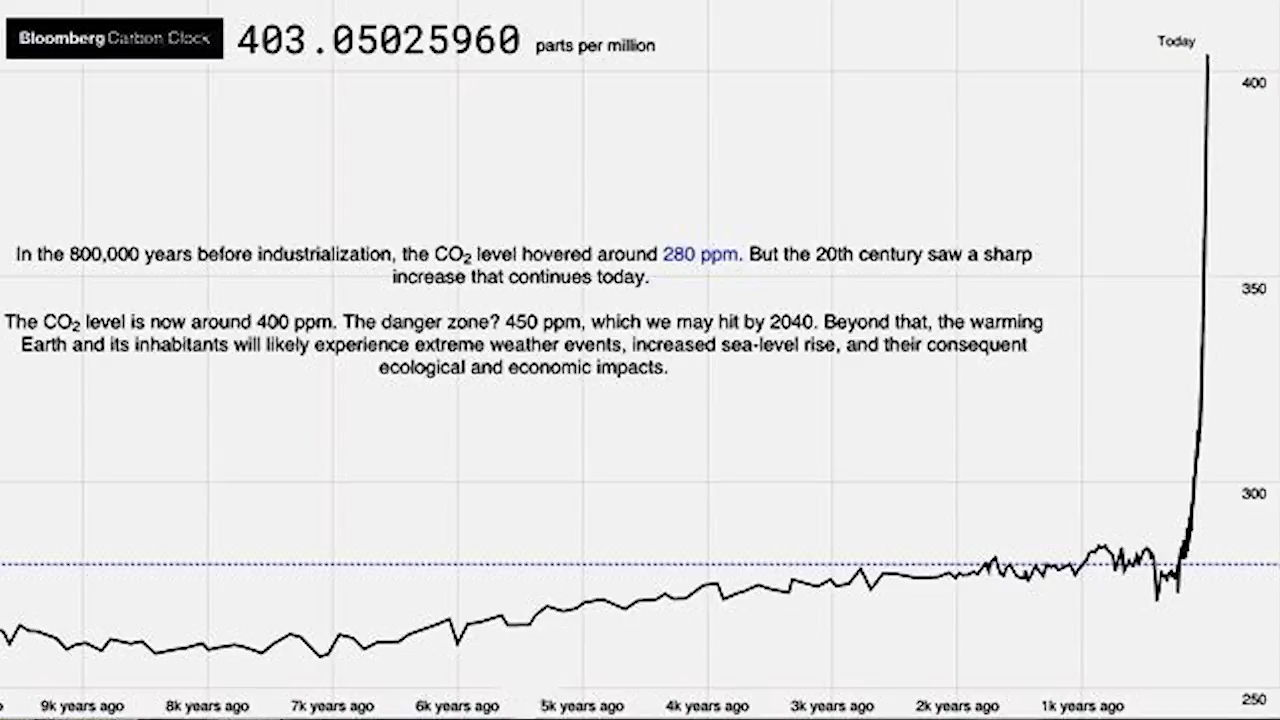 Bloomberg Carbon Clock 403.05025960 parts per million
Today
400
In the 800,000 years before industrialization, the CO₂ level hovered around 280 ppm. But the 20th century saw a sharp
increase that continues today.
350
The CO₂ level is now around 400 ppm. The danger zone? 450 ppm, which we may hit by 2040. Beyond that, the warming
Earth and its inhabitants will likely experience extreme weather events, increased sea-level rise, and their consequent
ecological and economic impacts.
300
250
9k years ago 8k years ago 7k years ago 6k years ago 5k years ago 4k years ago 3k years ago 2k years ago 1k years ago